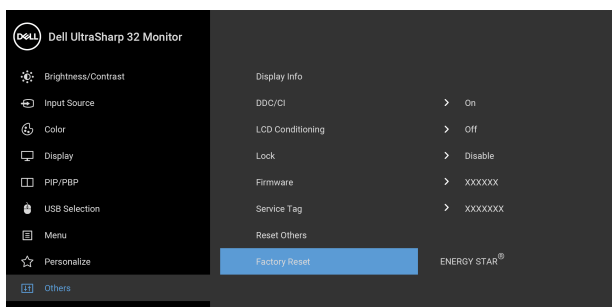 DELL Dell UltraSharp 32 Monitor
Brightness/Contrast Display Info
Input Source DDC/CI > On
Color LCD Conditioning > Off
Display Lock > Disable
PIP/PBP Firmware > XXXXXX
USB Selection Service Tag > XXXXXXX
Menu Reset Others
Personalize Factory Reset ENERGY STAR®
Others